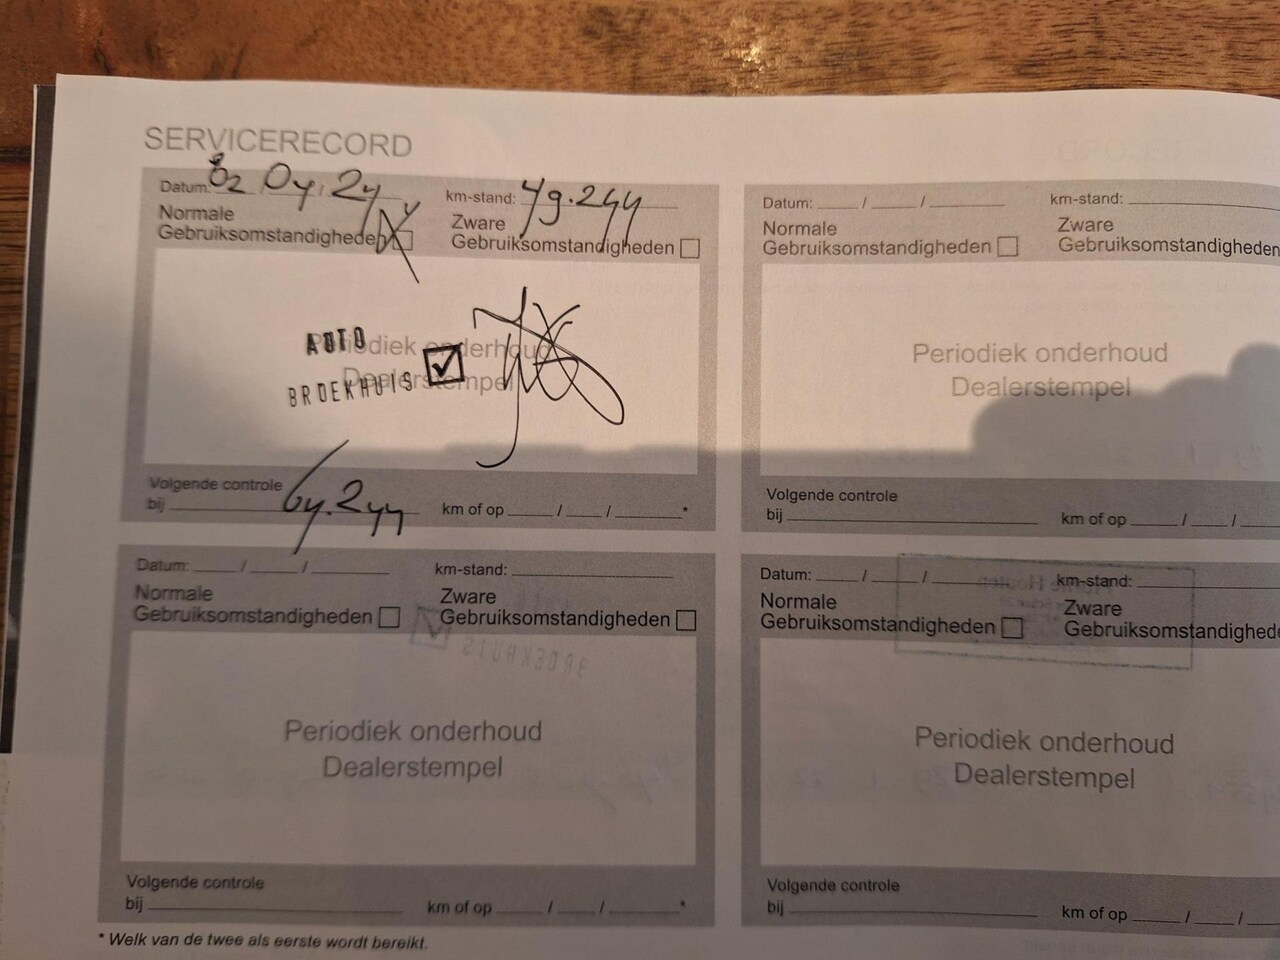 SERVICERECORD
Datum: 04.24 km-stand: 49.244
Normale Zware
Gebruiksomstandigheden Gebruiksomstandigheden
AUTO
BROEKHUIS
Periodiek onderhoud
Dealerstempel
Volgende controle
bij 64.244 km of op / / *
Datum: / / km-stand:
Normale Zware
Gebruiksomstandigheden Gebruiksomstandigheden
Periodiek onderhoud
Dealerstempel
Volgende controle
bij km of op / /
Datum: / / km-stand:
Normale Zware
Gebruiksomstandigheden Gebruiksomstandigheden
Periodiek onderhoud
Dealerstempel
Volgende controle
bij km of op / / *
Datum: / / km-stand:
Normale Zware
Gebruiksomstandigheden Gebruiksomstandighede
Periodiek onderhoud
Dealerstempel
Volgende controle
bij km of op / /
* Welk van de twee als eerste wordt bereikt.